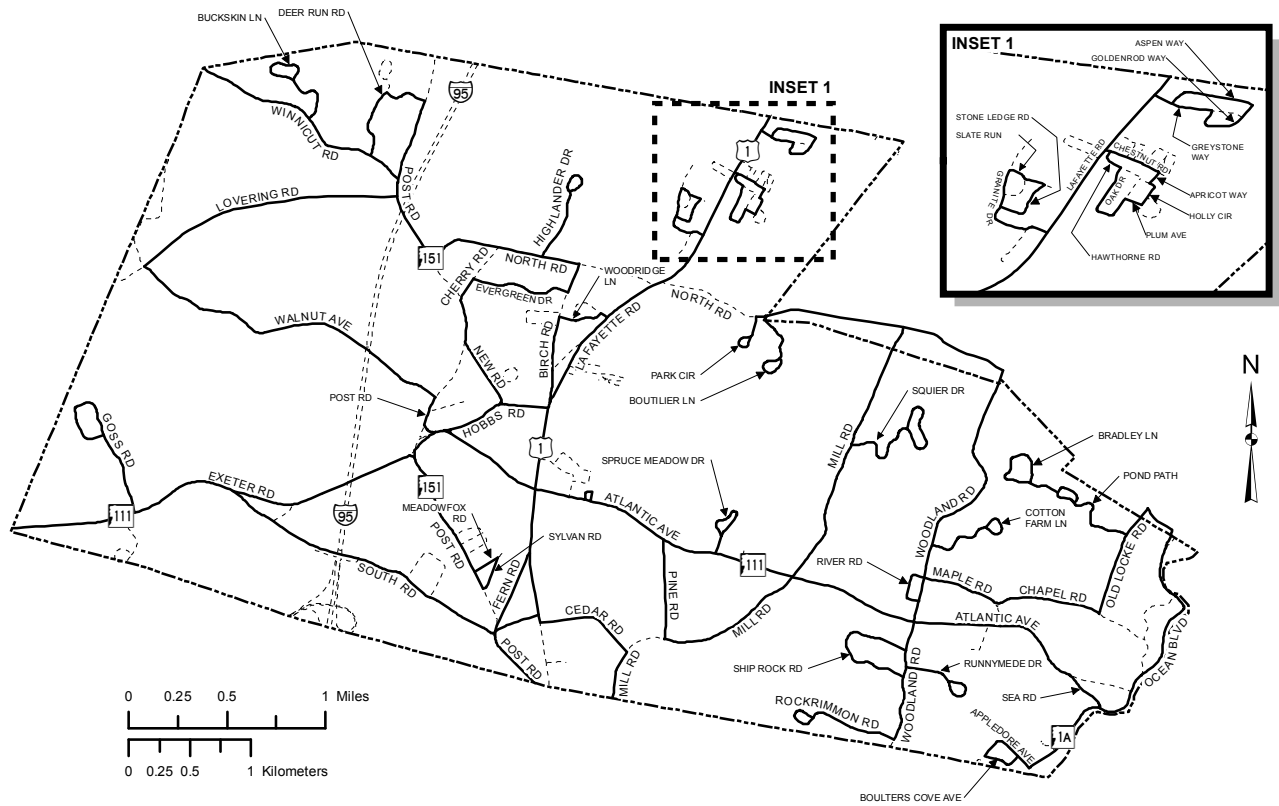 BUCKSKIN LN
DEER RUN RD
95
WINNICUT RD
POST RD
LOVERING RD
151
HIGHLANDER DR
NORTH RD
CHERRY RD
EVERGREEN DR
WOODRIDGE
LN
INSET 1
1
NORTH RD
LAFAYETTE RD
BIRCH RD
WALNUT AVE
NEW RD
POST RD
HOBBS RD
1
PARK CIR
BOUTILIER LN
SQUIER DR
MILL RD
GOSS RD
EXETER RD
111
95
151
MEADOWFOX
RD
POST RD
SYLVAN RD
SPRUCE MEADOW DR
ATLANTIC AVE
111
BRADLEY LN
POND PATH
COTTON
FARM LN
WOODLAND RD
RIVER RD
MAPLE RD
CHAPEL RD
OLD LOCKE RD
SOUTH RD
FERN RD
PINE RD
MILL RD
CEDAR RD
POST RD
MILL RD
ATLANTIC AVE
OCEAN BLVD
SHIP ROCK RD
RUNNYMEDE DR
WOODLAND RD
SEA RD
ROCKRIMMON RD
APPLEDORE AVE
1A
BOULTERS COVE AVE
N
0 0.25 0.5 1 Miles
0 0.25 0.5 1 Kilometers
INSET 1
ASPEN WAY
GOLDENROD WAY
STONE LEDGE RD
SLATE RUN
GREYSTONE
WAY
LAFAYETTE RD
CHESTNUT RD
GRANITE DR
OAK DR
APRICOT WAY
HOLLY CIR
PLUM AVE
HAWTHORNE RD